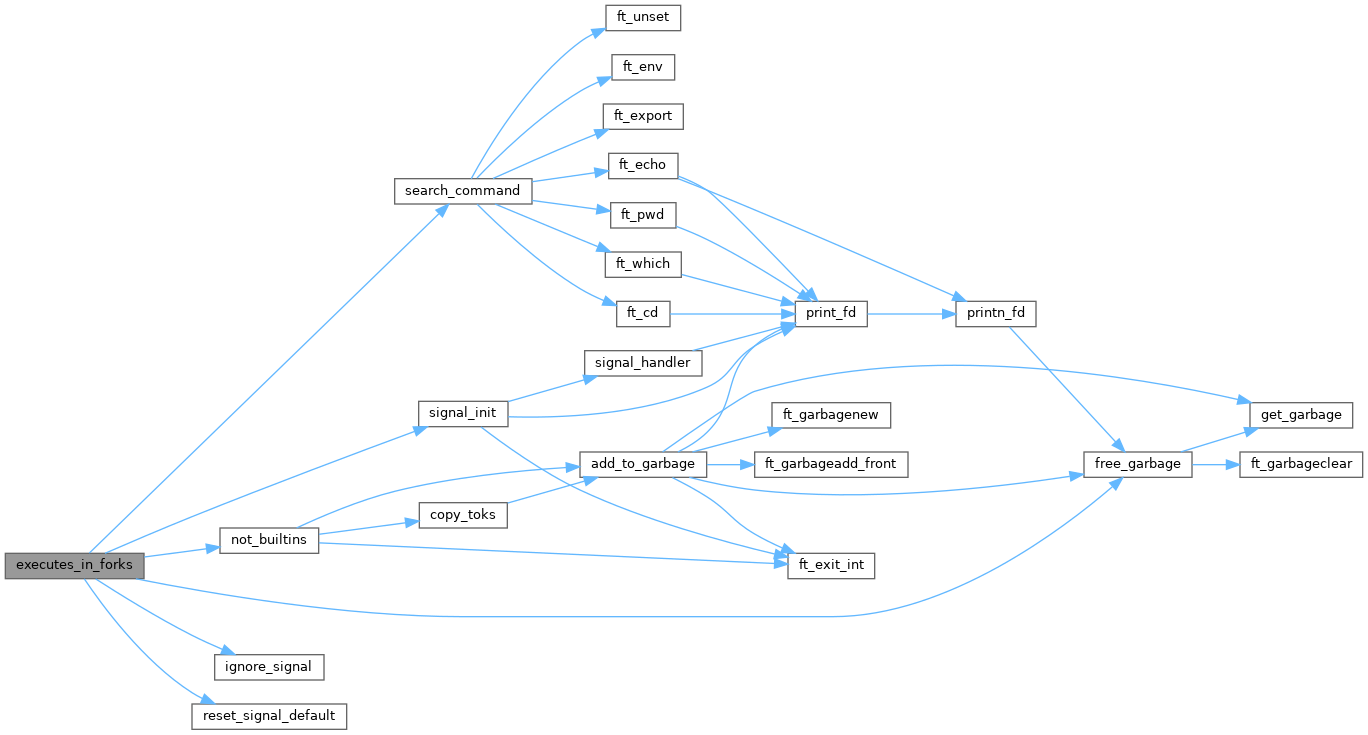 ft_unset
ft_env
ft_export
ft_echo
search_command
ft_pwd
ft_which
ft_cd
print_fd
printn_fd
signal_handler
signal_init
ft_garbagenew
get_garbage
add_to_garbage
ft_garbageadd_front
free_garbage
ft_garbageclear
copy_toks
not_builtins
executes_in_forks
ft_exit_int
ignore_signal
reset_signal_default